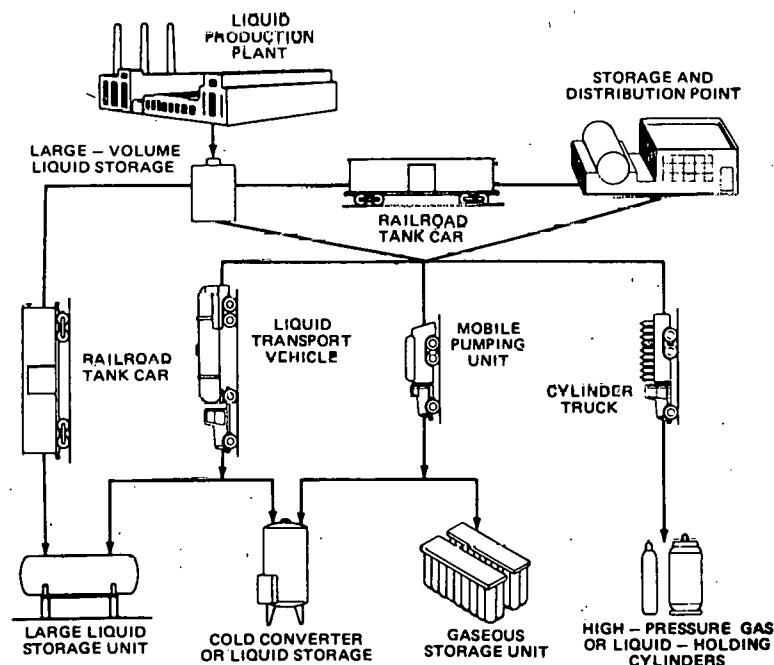 LIQUID
PRODUCTION
PLANT
STORAGE AND
DISTRIBUTION POINT
LARGE – VOLUME
LIQUID STORAGE
RAILROAD
TANK CAR
RAILROAD
TANK CAR
LIQUID
TRANSPORT
VEHICLE
MOBILE
PUMPING
UNIT
CYLINDER
TRUCK
LARGE LIQUID
STORAGE UNIT
COLD CONVERTER
OR LIQUID STORAGE
GASEOUS
STORAGE UNIT
HIGH – PRESSURE GAS
OR LIQUID – HOLDING
CYLINDERS